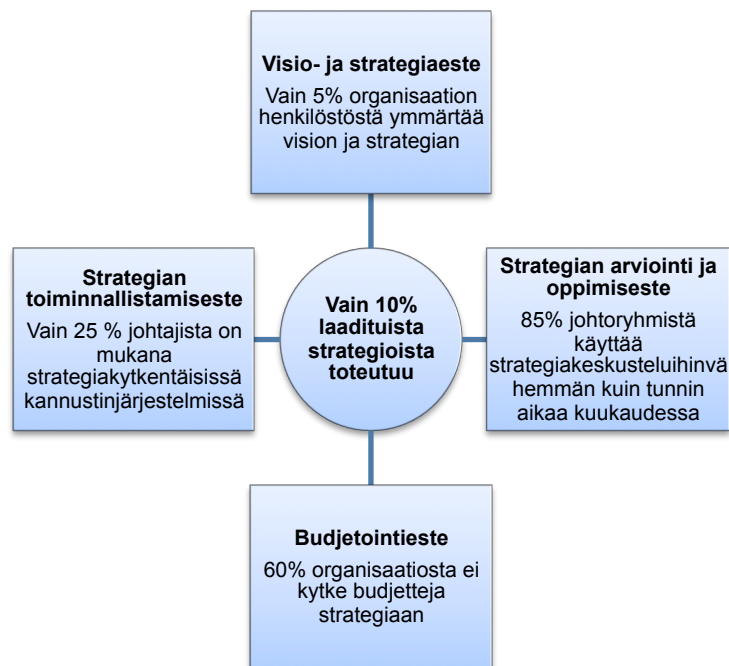 Visio- ja strategiaeste
Vain 5% organisaation
henkilöstöstä ymmärtää
vision ja strategian
Strategian
toiminnallistamiseste
Vain 25 % johtajista on
mukana
strategiakytkentäisissä
kannustinjärjestelmissä
Vain 10%
laadituista
strategioista
toteutuu
Strategian arviointi ja
oppimiseste
85% johtoryhmistä
käyttää
strategiakeskusteluihinvä
hemmän kuin tunnin
aikaa kuukaudessa
Budjetointieste
60% organisaatiosta ei
kytke budjetteja
strategiaan